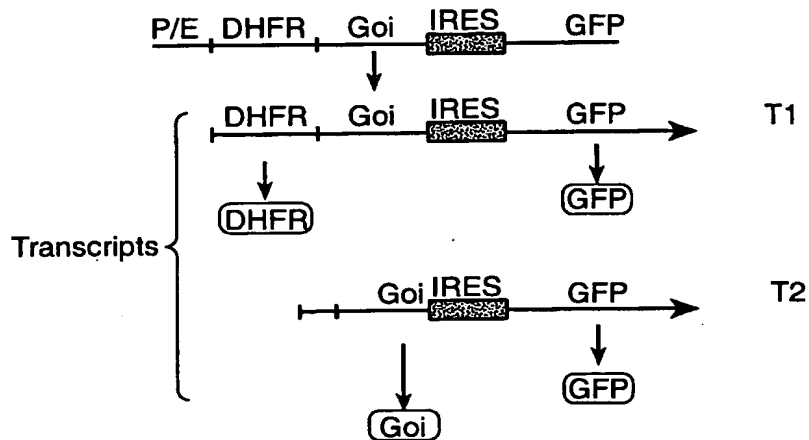 P/E DHFR Goi IRES GFP
DHFR Goi IRES GFP T1
DHFR GFP
Transcripts
Goi IRES GFP T2
GFP
Goi